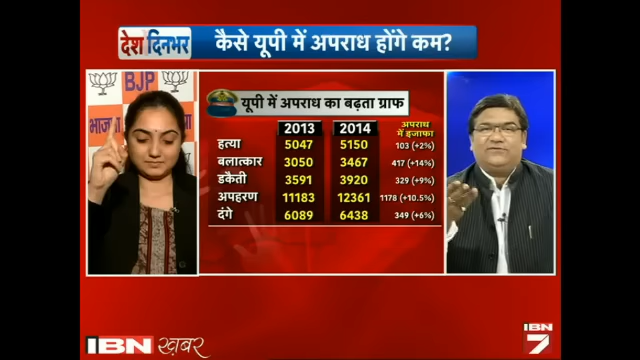 देश दिनभर
कैसे यूपी में अपराध होंगे कम?
BJP
भाजपा
यूपी में अपराध का बढ़ता ग्राफ
2013 2014 अपराध में इजाफा
हत्या 5047 5150 103 (+2%)
बलात्कार 3050 3467 417 (+14%)
डकैती 3591 3920 329 (+9%)
अपहरण 11183 12361 1178 (+10.5%)
दंगे 6089 6438 349 (+6%)
IBN ख़बर
IBN
7